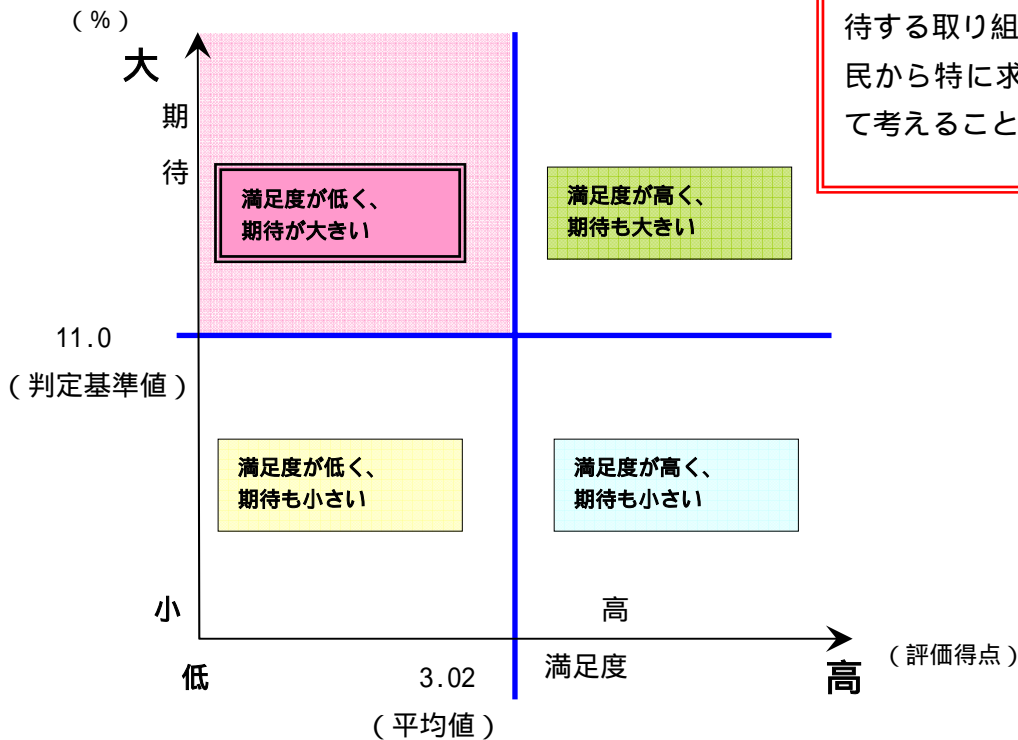 （％）
大
期
待
待する取り組
民から特に求
て考えること
満足度が低く、
期待が大きい
満足度が高く、
期待も大きい
11.0
（判定基準値）
満足度が低く、
期待も小さい
満足度が高く、
期待も小さい
小
高
低
3.02
（平均値）
満足度
高
（評価得点）